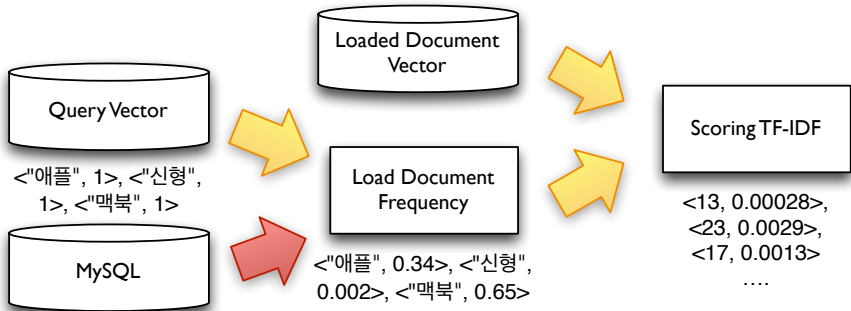 Loaded Document
Vector
Query Vector
Scoring TF-IDF
<"애플", 1>, <"신형",
1>, <"맥북", 1>
Load Document
Frequency
<13, 0.00028>,
<23, 0.0029>,
<17, 0.0013>
....
MySQL
<"애플", 0.34>, <"신형",
0.002>, <"맥북", 0.65>